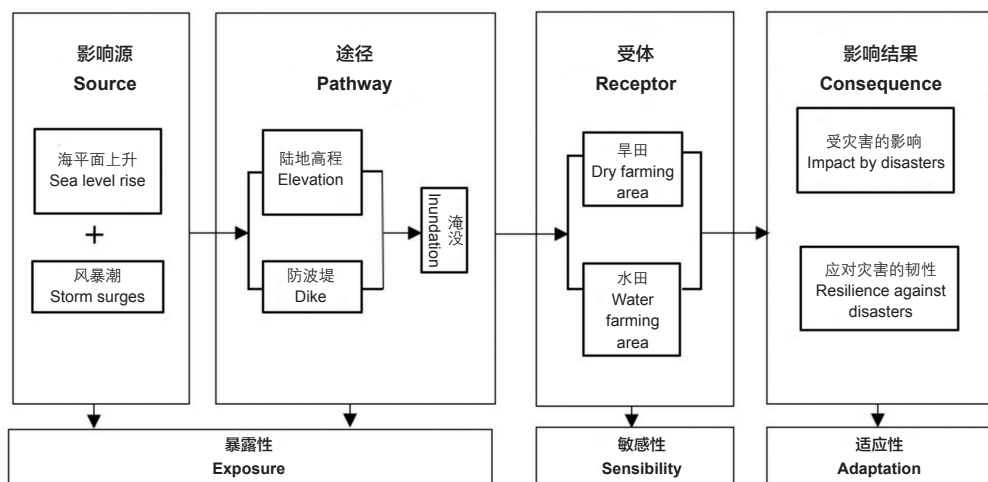 影响源
Source
海平面上升
Sea level rise
+
风暴潮
Storm surges
途径
Pathway
陆地高程
Elevation
防波堤
Dike
淹没
Inundation
受体
Receptor
旱田
Dry farming
area
水田
Water
farming
area
影响结果
Consequence
受灾害的影响
Impact by disasters
应对灾害的韧性
Resilience against
disasters
暴露性
Exposure
敏感性
Sensibility
适应性
Adaptation